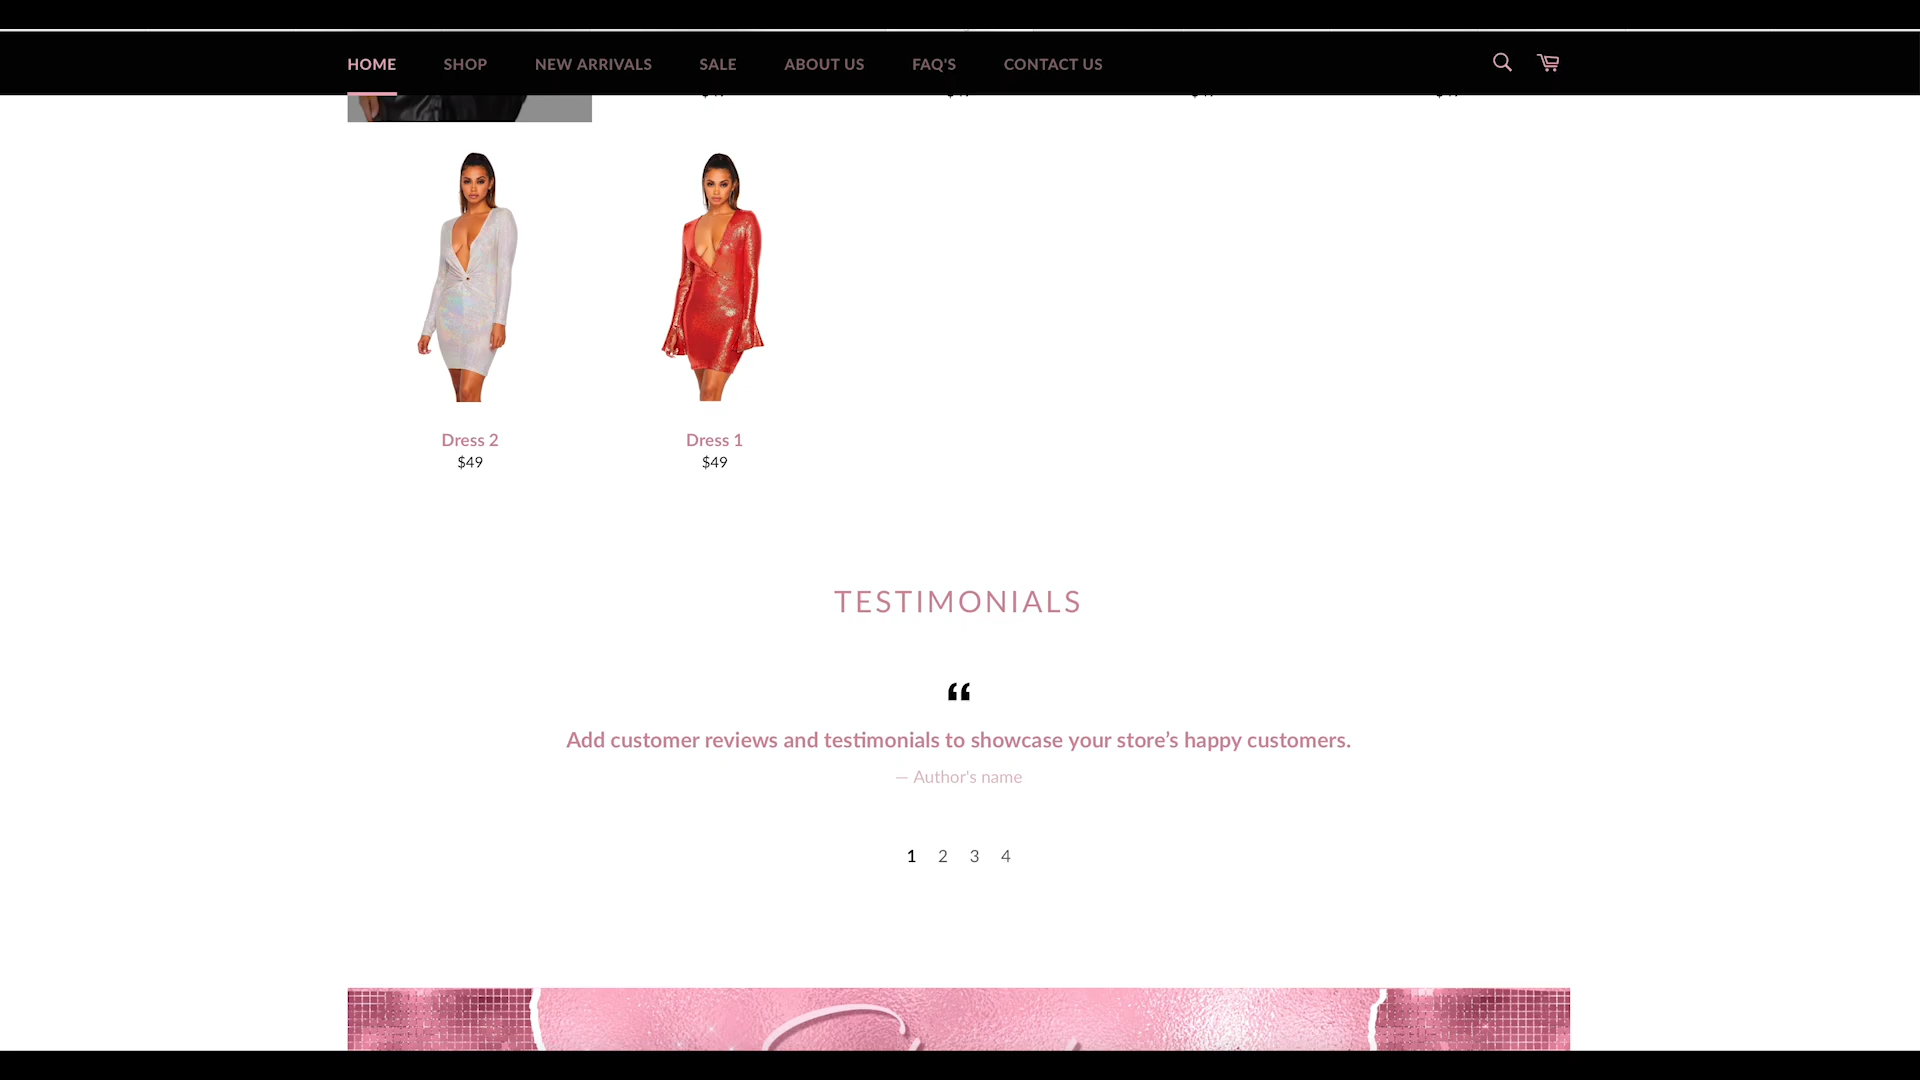 HOME SHOP NEW ARRIVALS SALE ABOUT US FAQ'S CONTACT US
Dress 2
$49
Dress 1
$49
TESTIMONIALS
“
Add customer reviews and testimonials to showcase your store’s happy customers.
— Author's name
1 2 3 4